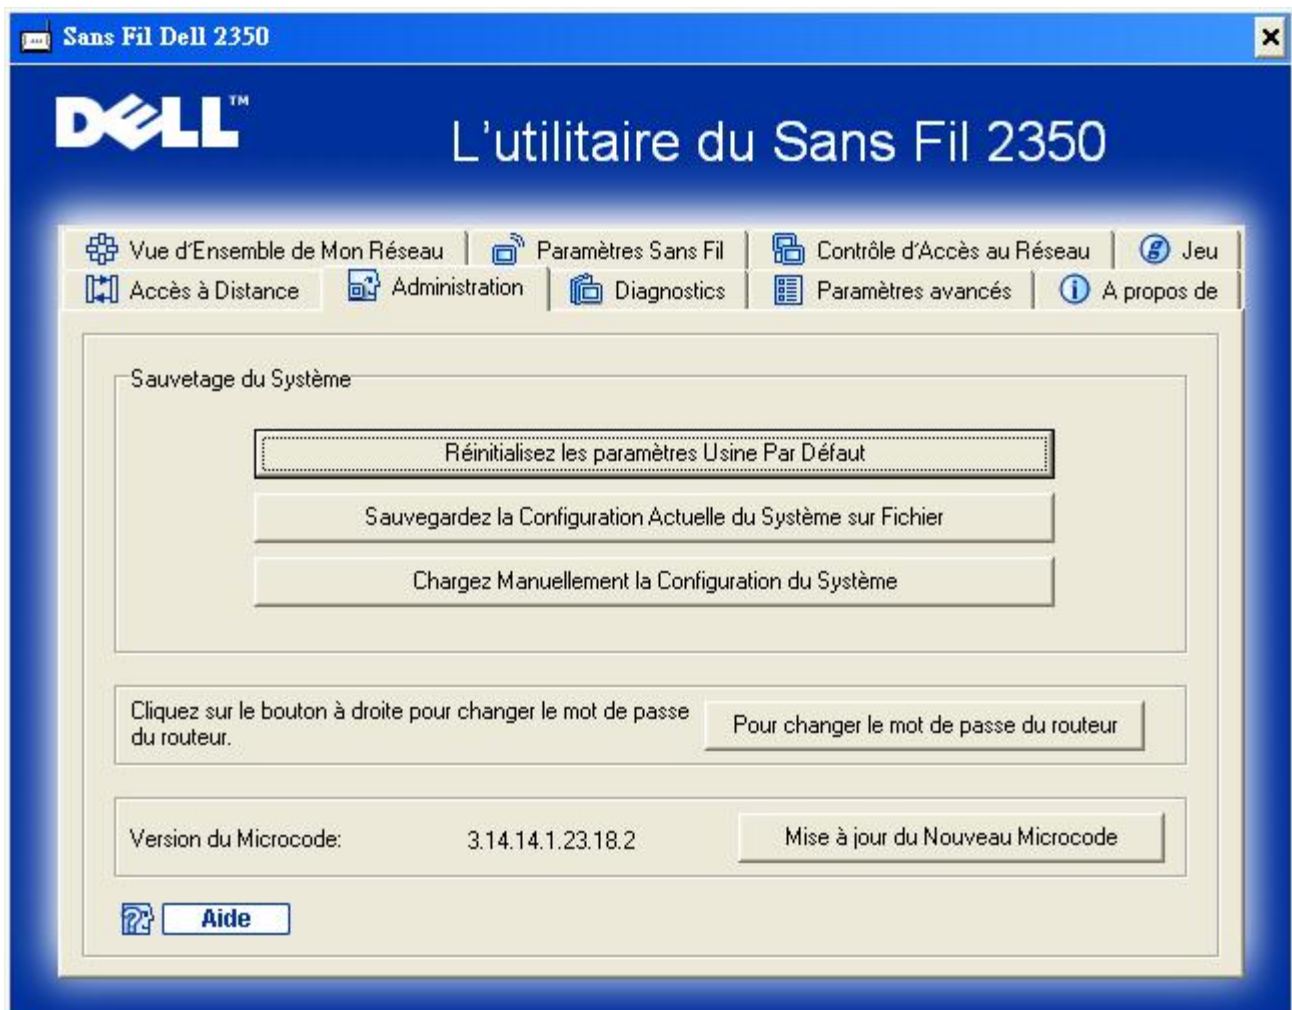 Sans Fil Dell 2350
DELL™
L'utilitaire du Sans Fil 2350
Vue d'Ensemble de Mon Réseau
Paramètres Sans Fil
Contrôle d'Accès au Réseau
Jeu
Accès à Distance
Administration
Diagnostics
Paramètres avancés
A propos de
Sauvetage du Système
Réinitialisez les paramètres Usine Par Défaut
Sauvegardez la Configuration Actuelle du Système sur Fichier
Chargez Manuellement la Configuration du Système
Cliquez sur le bouton à droite pour changer le mot de passe
du routeur.
Pour changer le mot de passe du routeur
Version du Microcode:
3.14.14.1.23.18.2
Mise à jour du Nouveau Microcode
Aide